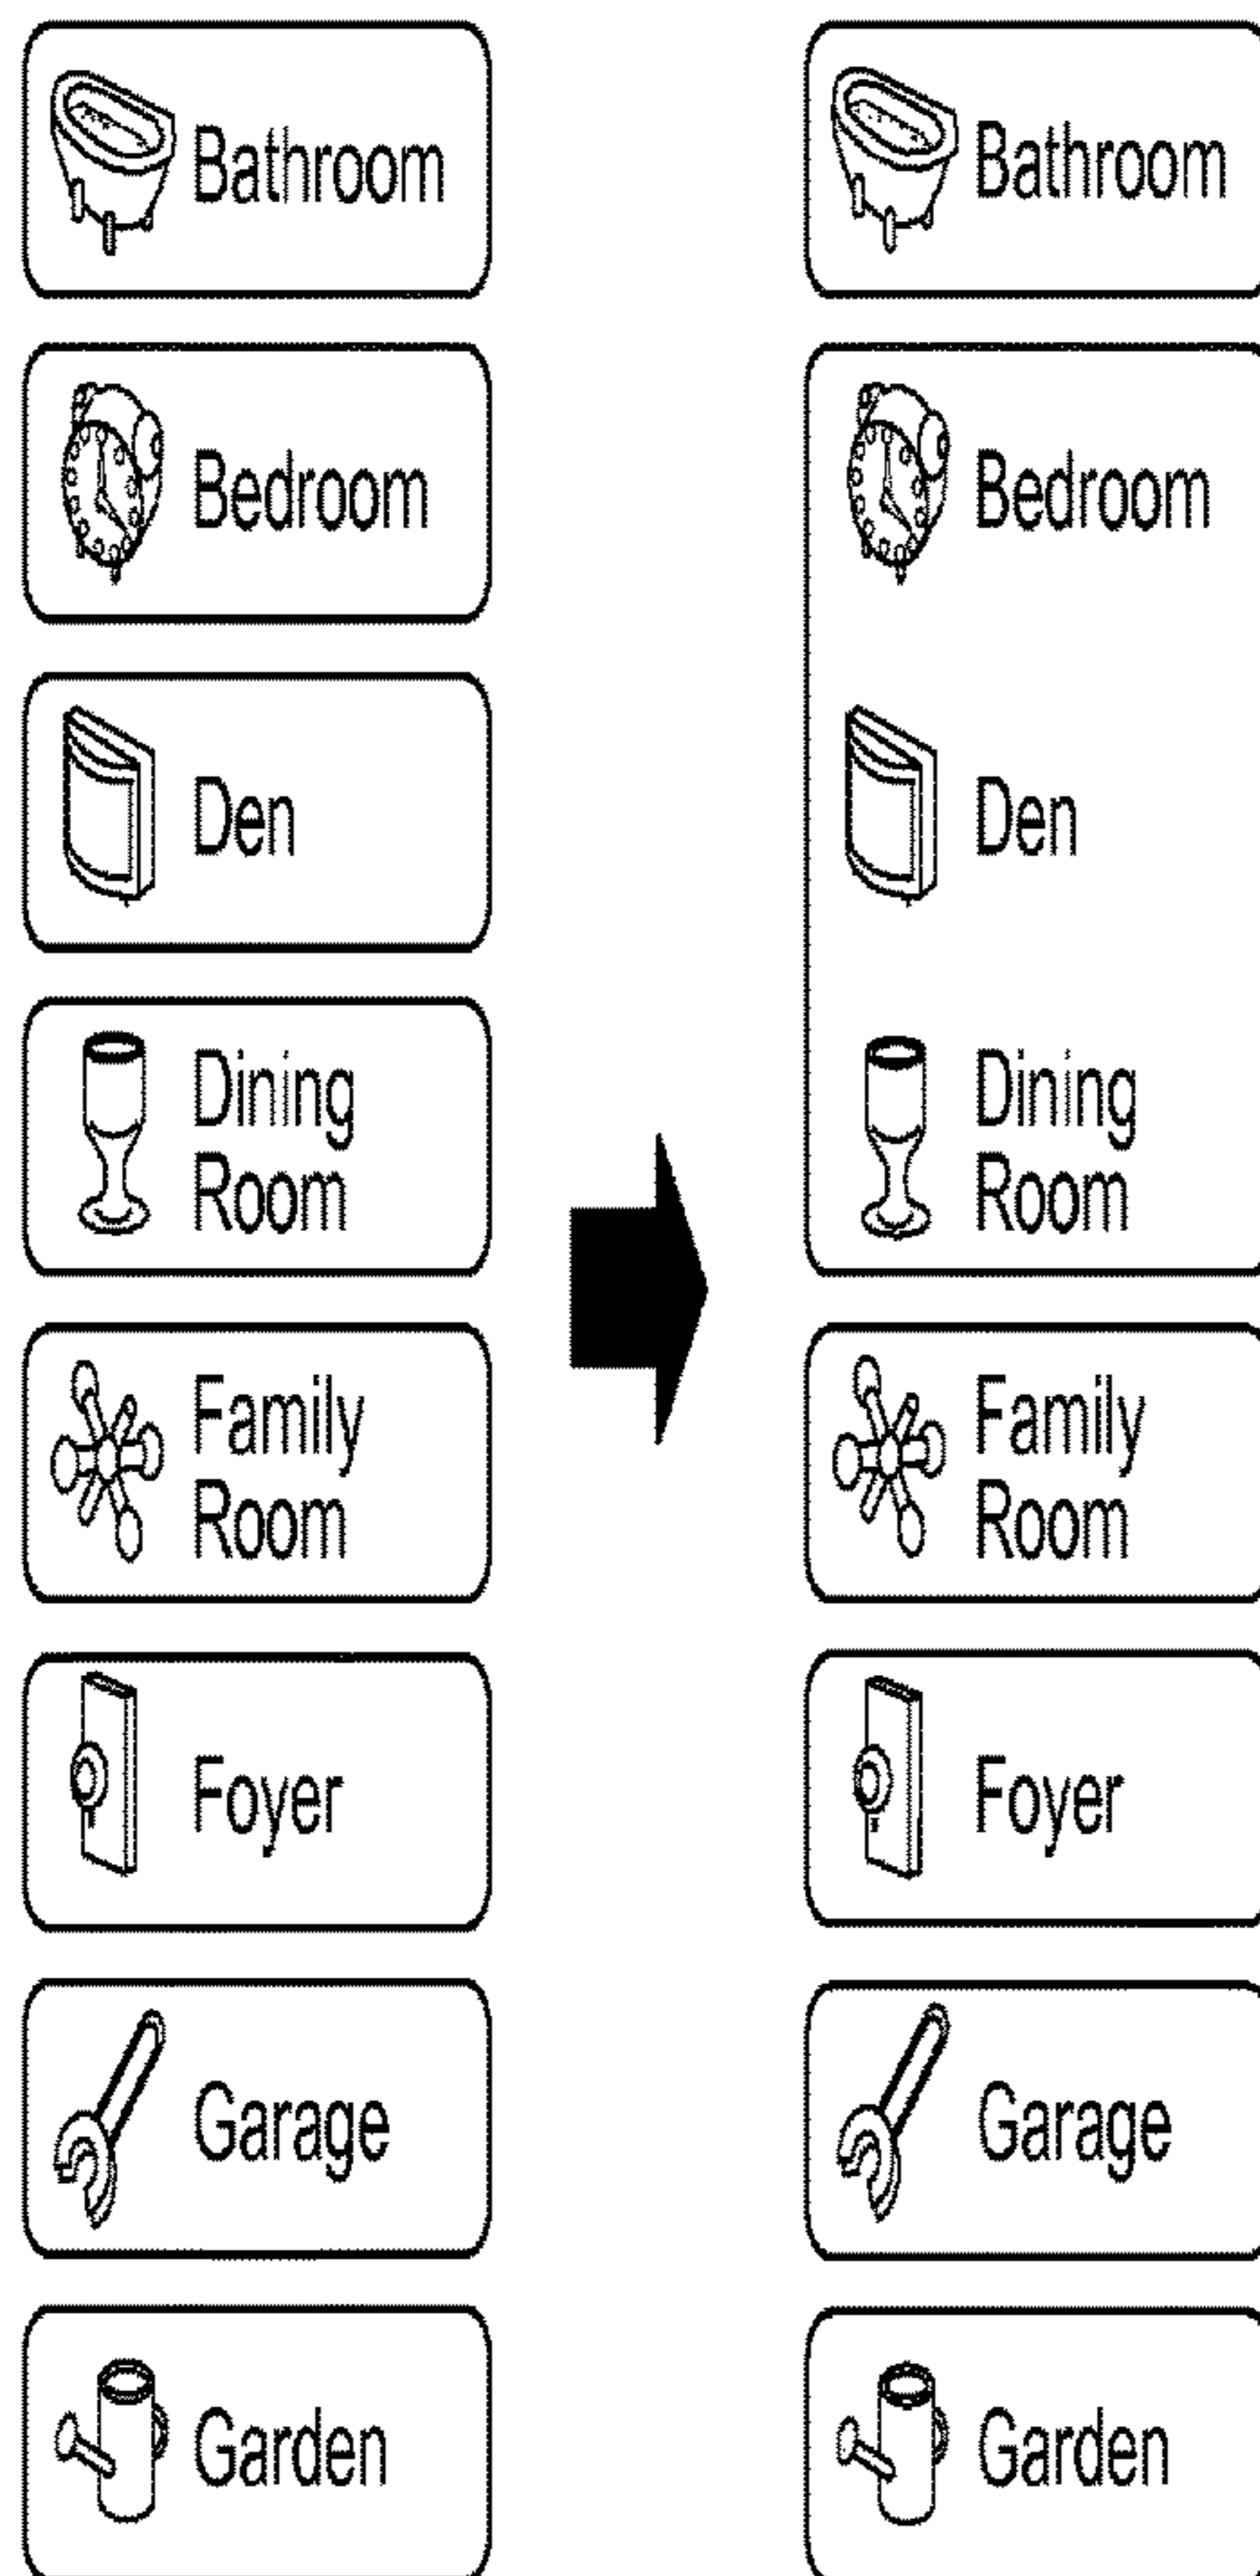 Bathroom
Bedroom
Den
Dining
Room
Family
Room
Foyer
Garage
Garden
Bathroom
Bedroom
Den
Dining
Room
Family
Room
Foyer
Garage
Garden